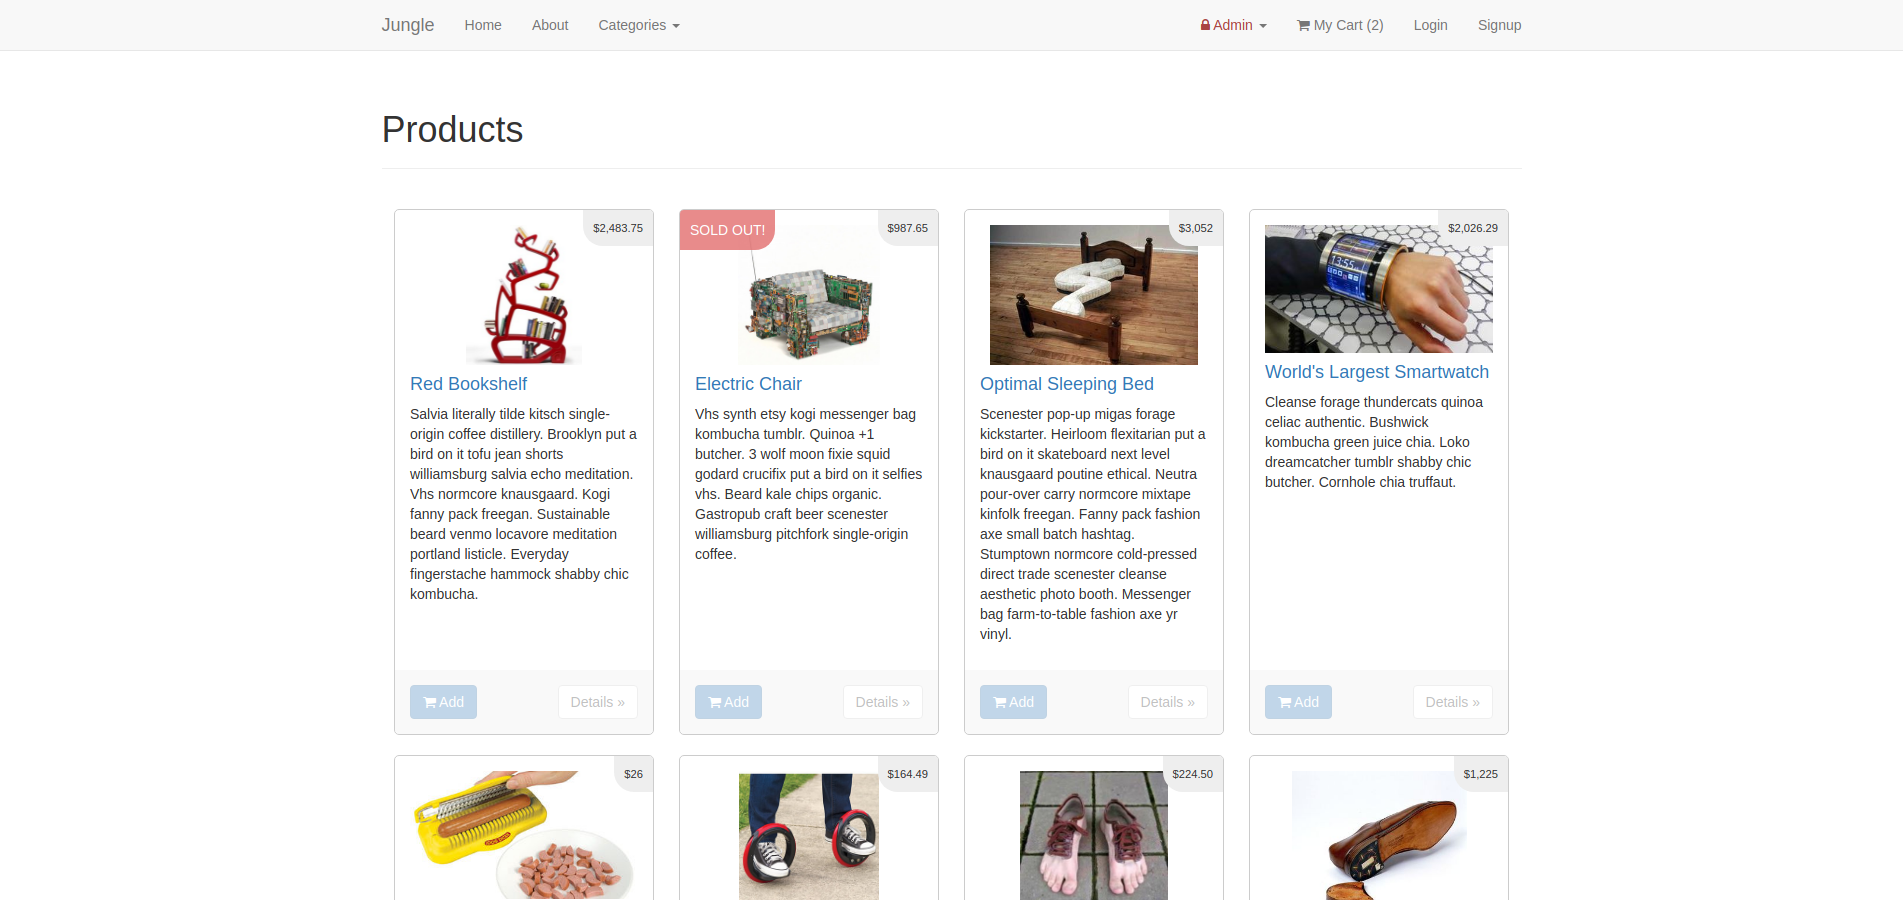 Jungle Home About Categories Admin My Cart (2) Login Signup
Products
$2,483.75
Red Bookshelf
Salvia literally tilde kitsch single-
origin coffee distillery. Brooklyn put a
bird on it tofu jean shorts
williamsburg salvia echo meditation.
Vhs normcore knausgaard. Kogi
fanny pack freegan. Sustainable
beard venmo locavore meditation
portland listicle. Everyday
fingerstache hammock shabby chic
kombucha.
Add Details »
SOLD OUT! $987.65
Electric Chair
Vhs synth etsy kogi messenger bag
kombucha tumblr. Quinoa +1
butcher. 3 wolf moon fixie squid
godard crucifix put a bird on it selfies
vhs. Beard kale chips organic.
Gastropub craft beer scenester
williamsburg pitchfork single-origin
coffee.
Add Details »
$3,052
Optimal Sleeping Bed
Scenester pop-up migas forage
kickstarter. Heirloom flexitarian put a
bird on it skateboard next level
knausgaard poutine ethical. Neutra
pour-over carry normcore mixtape
kinfolk freegan. Fanny pack fashion
axe small batch hashtag.
Stumptown normcore cold-pressed
direct trade scenester cleanse
aesthetic photo booth. Messenger
bag farm-to-table fashion axe yr
vinyl.
Add Details »
$2,026.29
13:55
World's Largest Smartwatch
Cleanse forage thundercats quinoa
celiac authentic. Bushwick
kombucha green juice chia. Loko
dreamcatcher tumblr shabby chic
butcher. Cornhole chia truffaut.
Add Details »
$26
$164.49
$224.50
$1,225